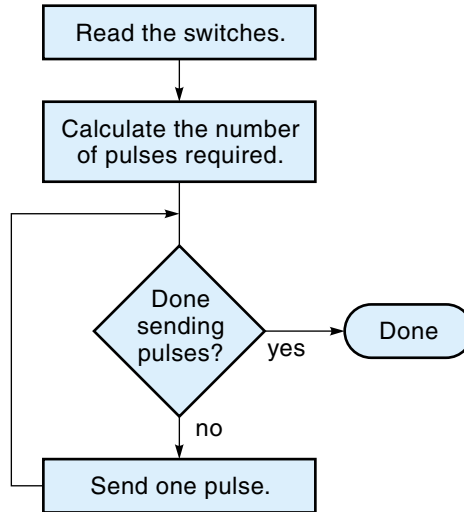 Read the switches.
Calculate the number
of pulses required.
Done
sending
pulses?
yes
Done
no
Send one pulse.